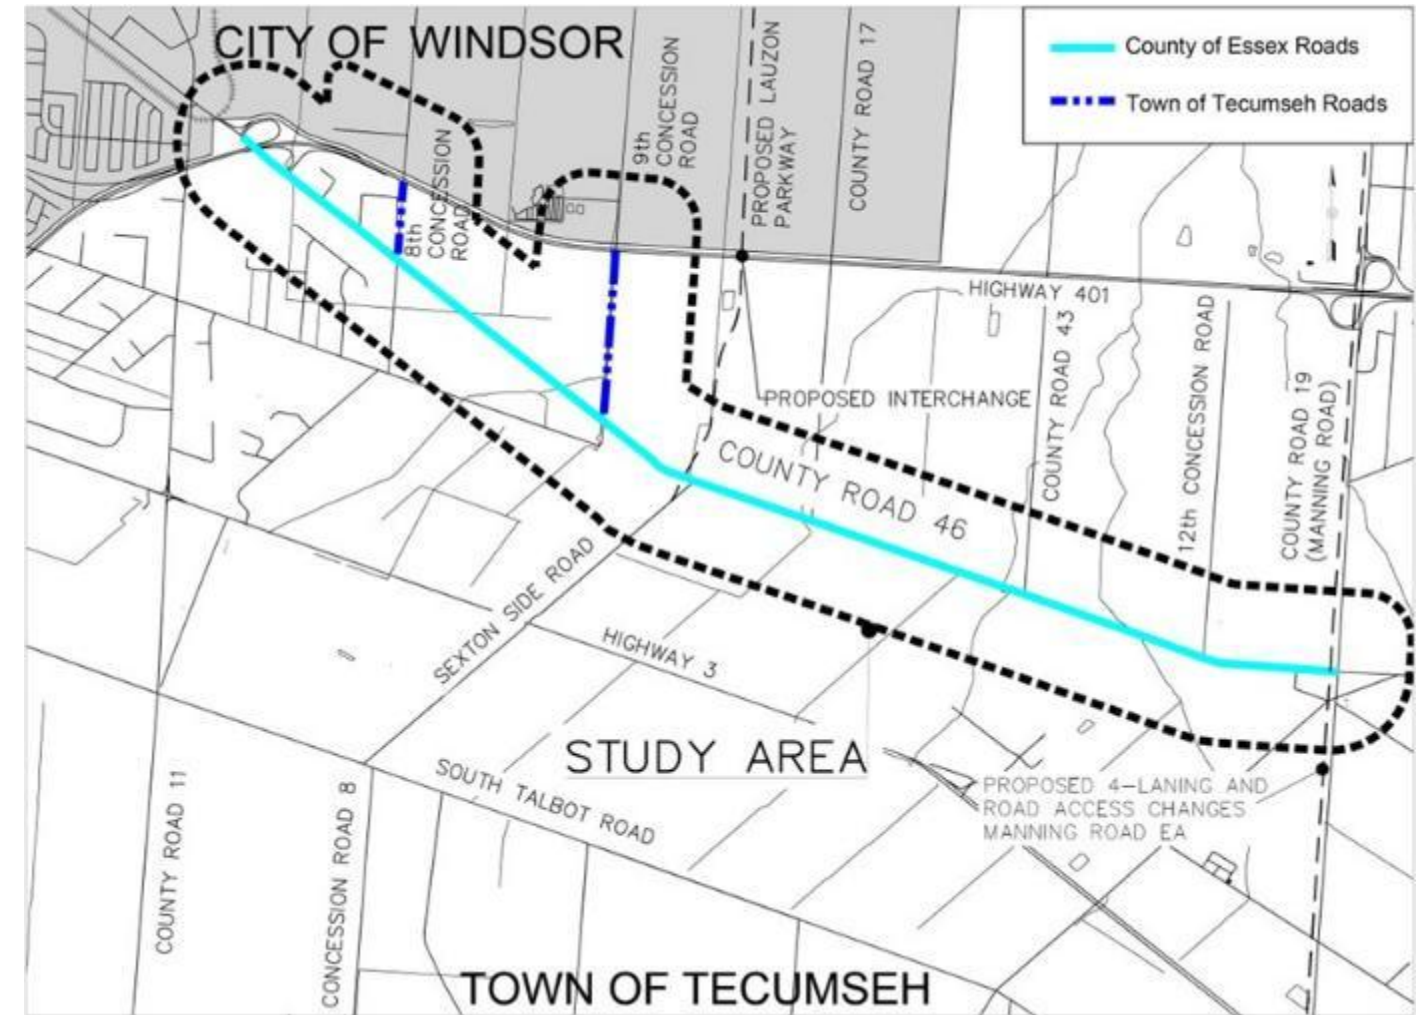 CITY OF WINDSOR
County of Essex Roads
Town of Tecumseh Roads
8th
CONCESSION
ROAD
9th
CONCESSION
ROAD
PROPOSED LAUZON
PARKWAY
COUNTY ROAD 17
HIGHWAY 401
PROPOSED INTERCHANGE
COUNTY ROAD 43
12th CONCESSION ROAD
COUNTY ROAD 19
(MANNING ROAD)
COUNTY ROAD 46
SEXTON SIDE ROAD
HIGHWAY 3
STUDY AREA
SOUTH TALBOT ROAD
PROPOSED 4-LANING AND
ROAD ACCESS CHANGES
MANNING ROAD EA
COUNTY ROAD 11
CONCESSION ROAD 8
TOWN OF TECUMSEH